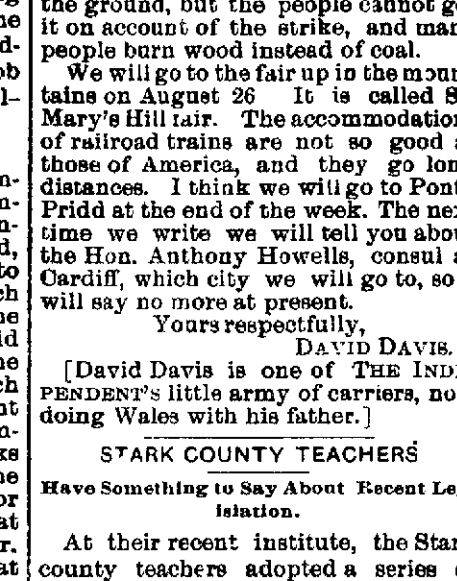 the ground, but the people cannot g
it on account of the strike, and man
people burn wood instead of coal.
We will go to the fair up in the moun
tains on August 26 It is called S
Mary's Hill fair. The accommodation
of railroad trains are not so good a
those of America, and they go lon
distances. I think we will go to Pont
Pridd at the end of the week. The nex
time we write we will tell you abou
the Hon. Anthony Howells, consul a
Cardiff, which city we will go to, so
will say no more at present.
Yours respectfully,
DAVID DAVIS.
[David Davis is one of THE INDE
PENDENT'S little army of carriers, no
doing Wales with his father.]
STARK COUNTY TEACHERS
Have Something to Say About Recent Le
islation.
At their recent institute, the Star
county teachers adopted a series o